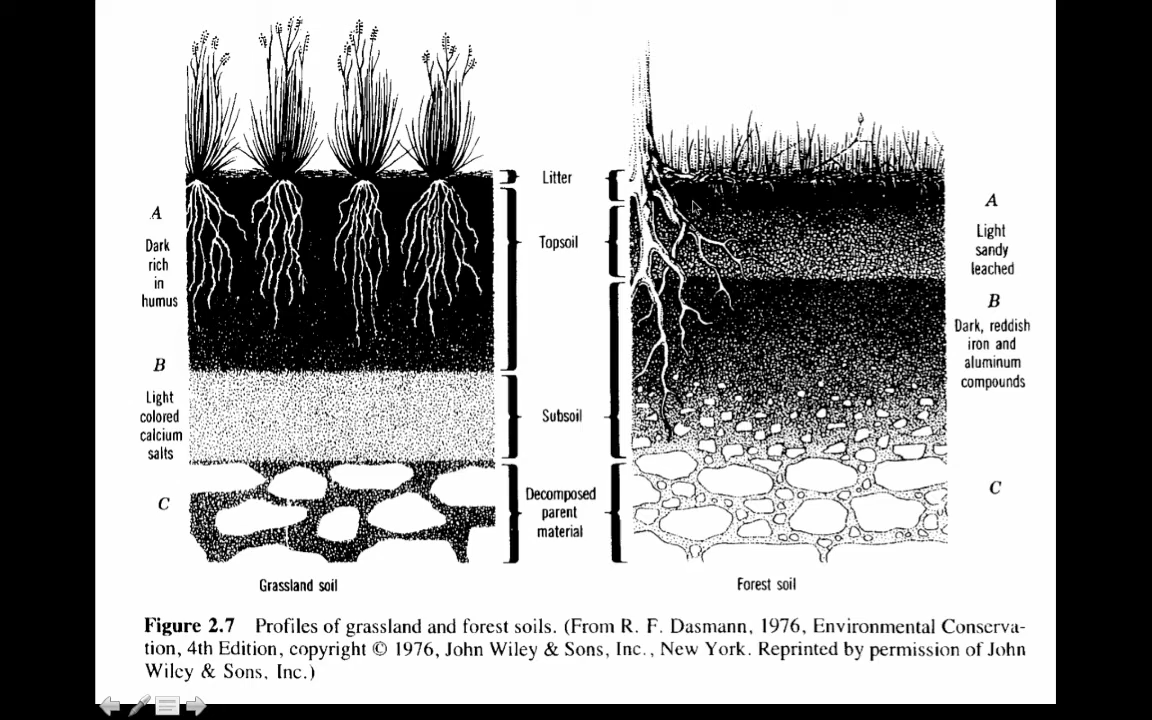 Litter
Topsoil
Subsoil
Decomposed
parent
material
A
Dark
rich
in
humus
B
Light
colored
calcium
salts
C
Grassland soil
A
Light
sandy
leached
B
Dark, reddish
iron and
aluminum
compounds
C
Forest soil
Figure 2.7 Profiles of grassland and forest soils. (From R. F. Dasmann, 1976, Environmental Conserva-
tion, 4th Edition, copyright © 1976, John Wiley & Sons, Inc., New York. Reprinted by permission of John
Wiley & Sons, Inc.)